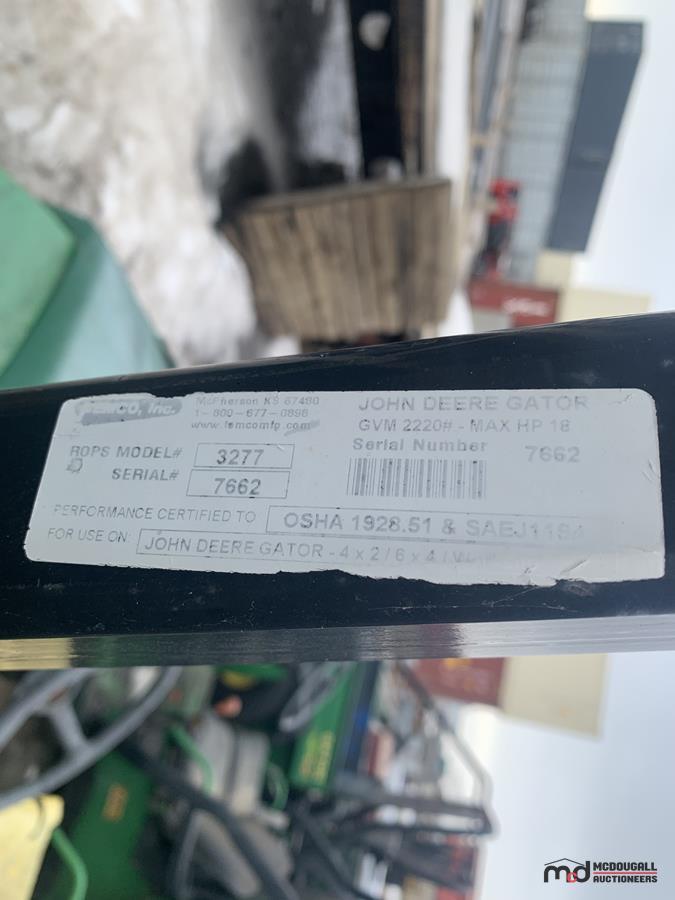 FEMCO, Inc.
McPherson KS 67460
1-800-677-0898
www.femcomfg.com
ROPS MODEL# 3277
SERIAL# 7662
JOHN DEERE GATOR
GVM 2220# - MAX HP 18
Serial Number 7662
PERFORMANCE CERTIFIED TO OSHA 1928.51 & SAEJ1194
FOR USE ON: JOHN DEERE GATOR - 4 x 2 / 6 x 4 /
md MCDOUGALL
AUCTIONEERS